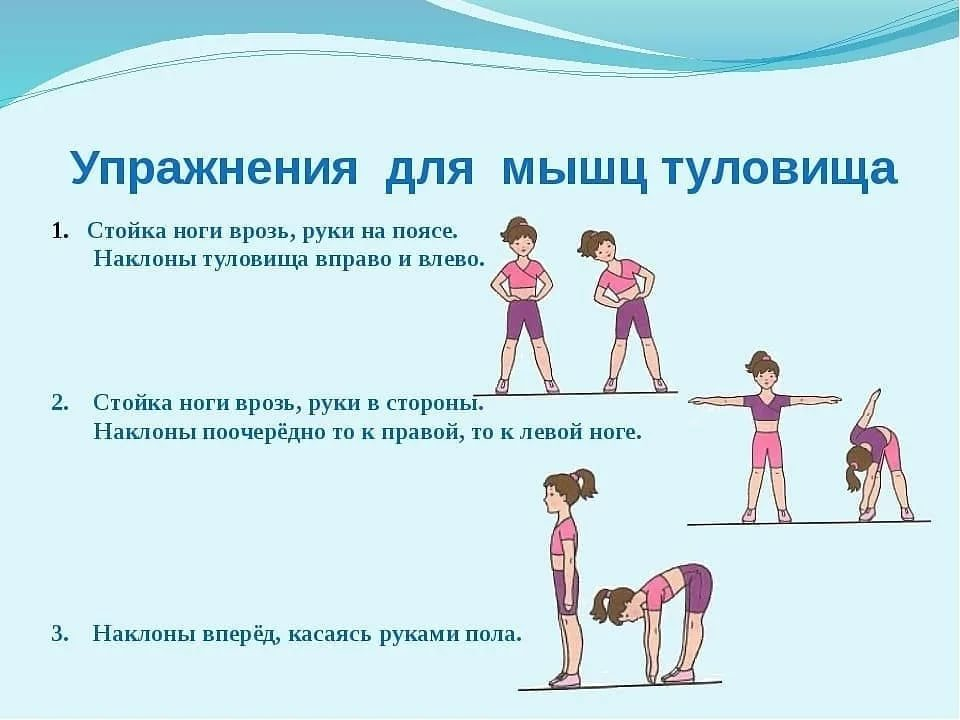 Упражнения для мышц туловища
1. Стойка ноги врозь, руки на поясе.
Наклоны туловища вправо и влево.
2. Стойка ноги врозь, руки в стороны.
Наклоны поочерёдно то к правой, то к левой ноге.
3. Наклоны вперёд, касаясь руками пола.